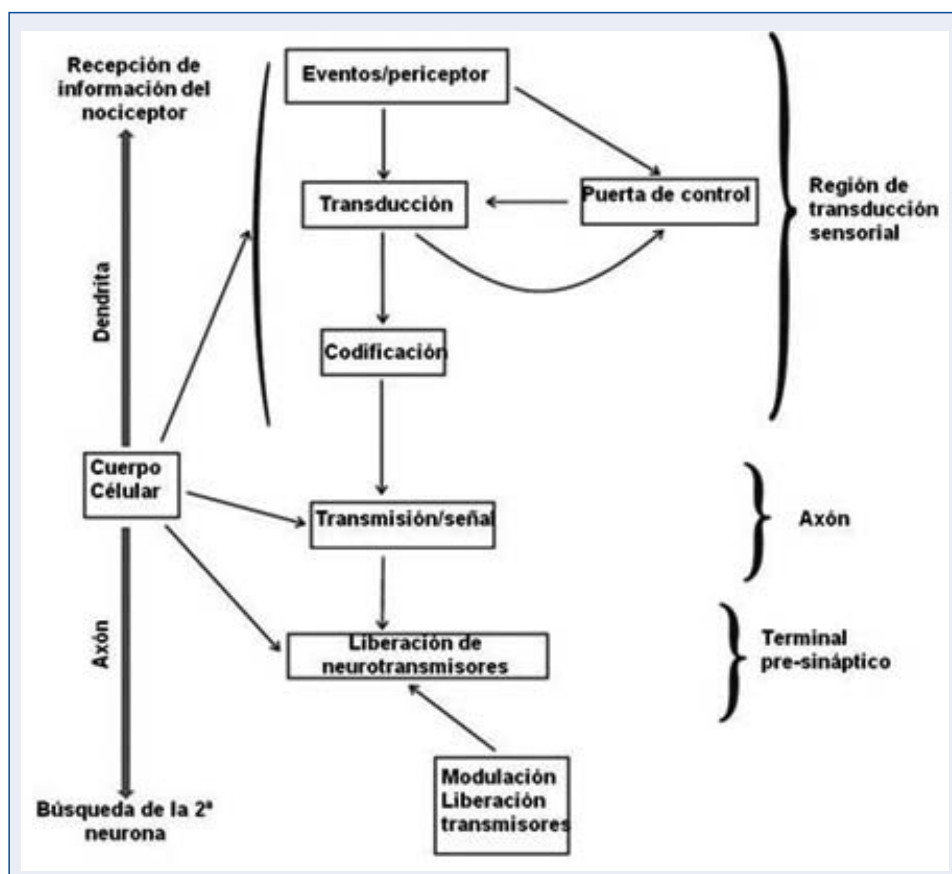 Recepción de
información del
nociceptor
Eventos/periceptor
Transducción
Puerta de control
Región de
transducción
sensorial
Dendrita
Codificación
Cuerpo
Célular
Transmisión/señal
Axón
Axón
Liberación de
neurotransmisores
Terminal
pre-sináptico
Modulación
Liberación
transmisores
Búsqueda de la 2ª
neurona